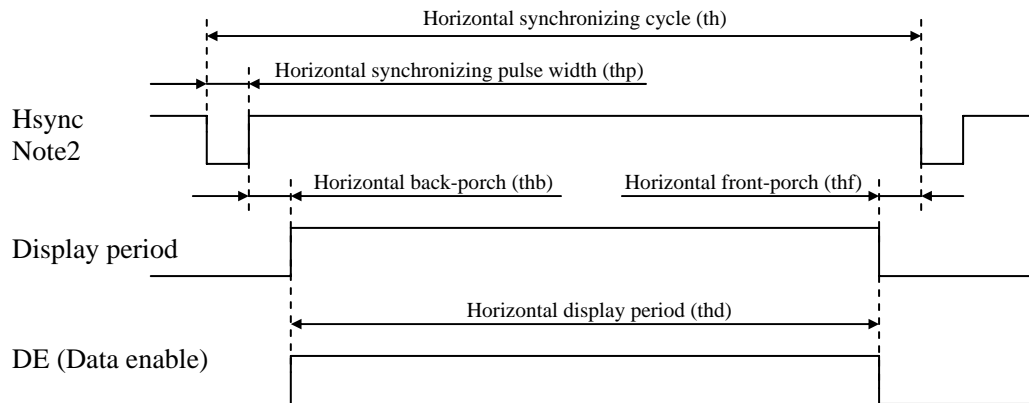 Horizontal synchronizing cycle (th)
Horizontal synchronizing pulse width (thp)
Hsync
Note2
Horizontal back-porch (thb)
Horizontal front-porch (thf)
Display period
Horizontal display period (thd)
DE (Data enable)